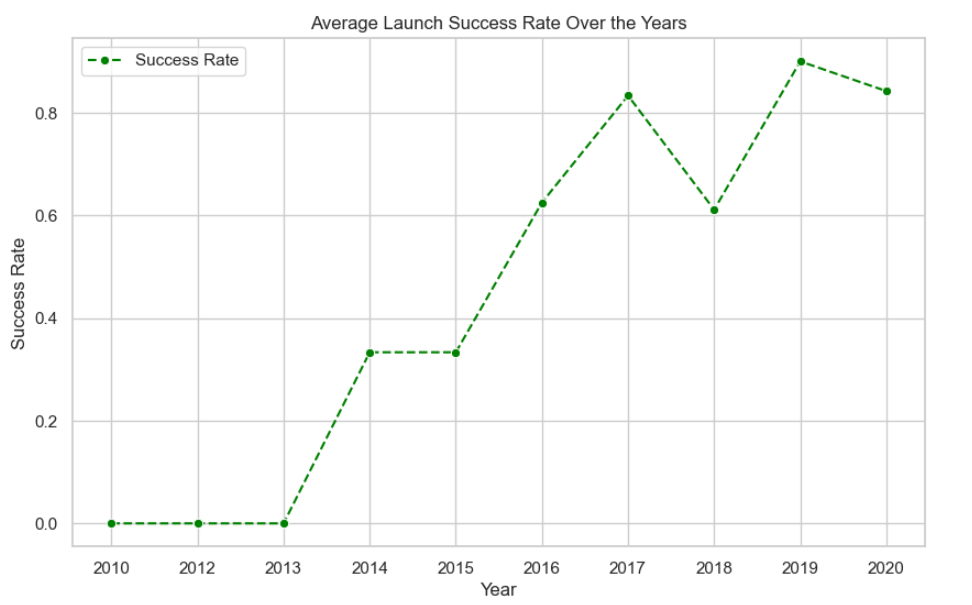 Average Launch Success Rate Over the Years
Success Rate
0.8
0.6
0.4
0.2
0.0
Success Rate
2010 2012 2013 2014 2015 2016 2017 2018 2019 2020
Year